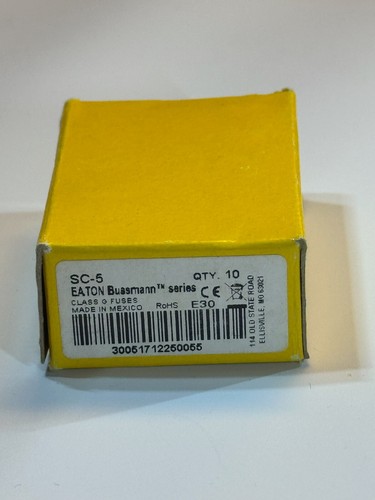 SC-5 QTY. 10
EATON Bussmann™ series CE
CLASS G FUSES
MADE IN MEXICO RoHS E30
30051712250055
114 OLD STATE ROAD
ELLISVILLE, MO 63021